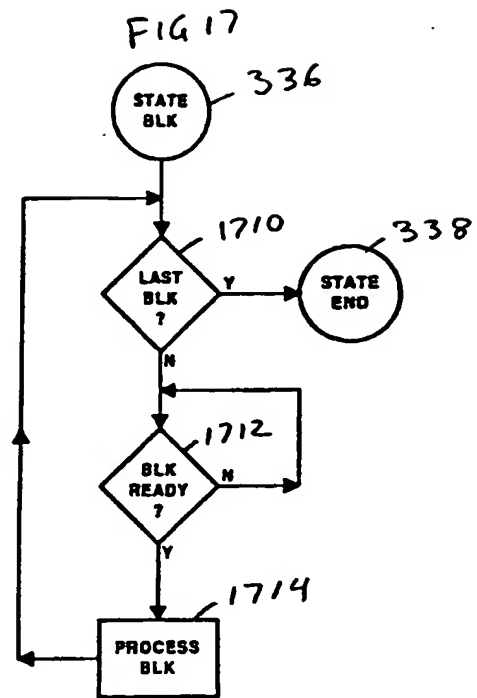 FIG 17
STATE
BLK
336
1710
338
LAST
BLK
?
Y
STATE
END
N
1712
BLK
READY
?
N
Y
1714
PROCESS
BLK